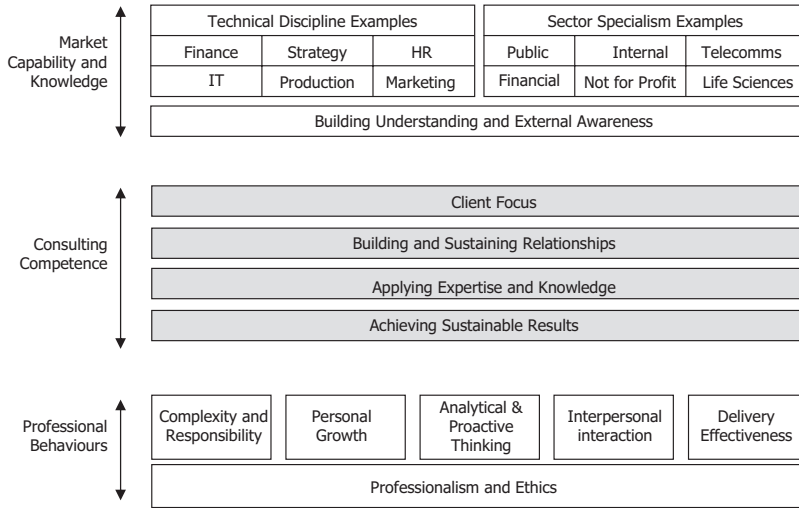 Market
Capability and
Knowledge
Technical Discipline Examples
Finance Strategy HR
IT Production Marketing
Sector Specialism Examples
Public Internal Telecomms
Financial Not for Profit Life Sciences
Building Understanding and External Awareness
Consulting
Competence
Client Focus
Building and Sustaining Relationships
Applying Expertise and Knowledge
Achieving Sustainable Results
Professional
Behaviours
Complexity and
Responsibility
Personal
Growth
Analytical &
Proactive
Thinking
Interpersonal
interaction
Delivery
Effectiveness
Professionalism and Ethics